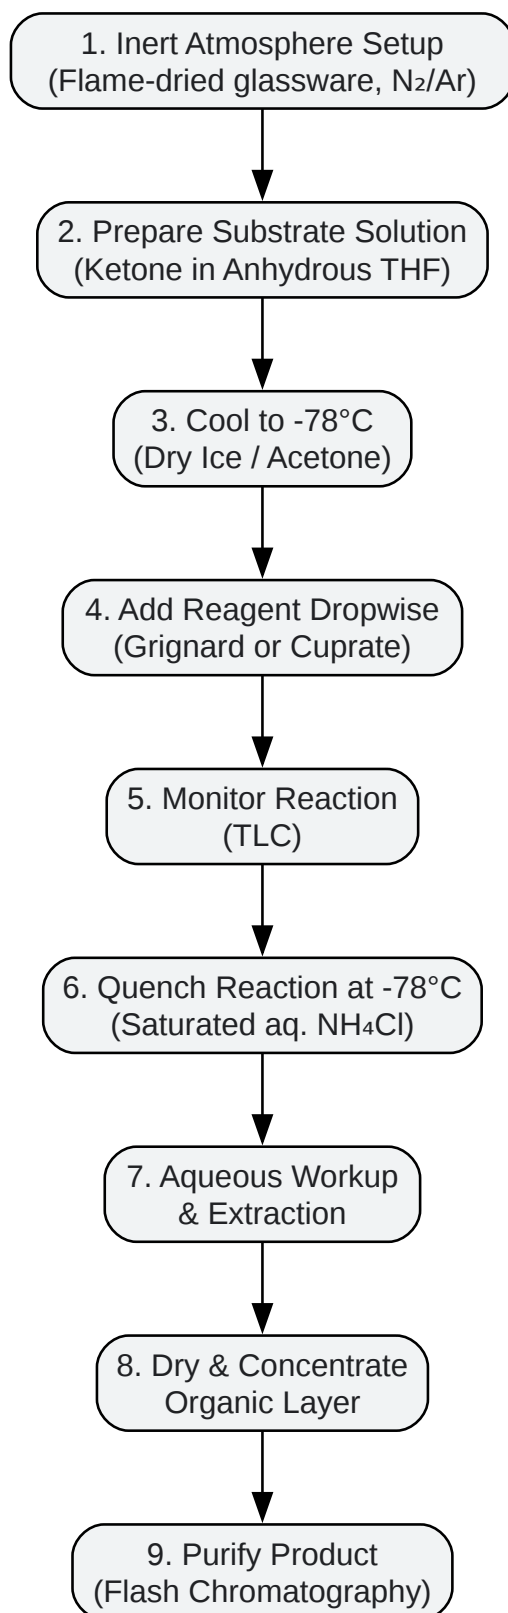 1. Inert Atmosphere Setup
(Flame-dried glassware, N₂/Ar)
2. Prepare Substrate Solution
(Ketone in Anhydrous THF)
3. Cool to -78°C
(Dry Ice / Acetone)
4. Add Reagent Dropwise
(Grignard or Cuprate)
5. Monitor Reaction
(TLC)
6. Quench Reaction at -78°C
(Saturated aq. NH₄Cl)
7. Aqueous Workup
& Extraction
8. Dry & Concentrate
Organic Layer
9. Purify Product
(Flash Chromatography)